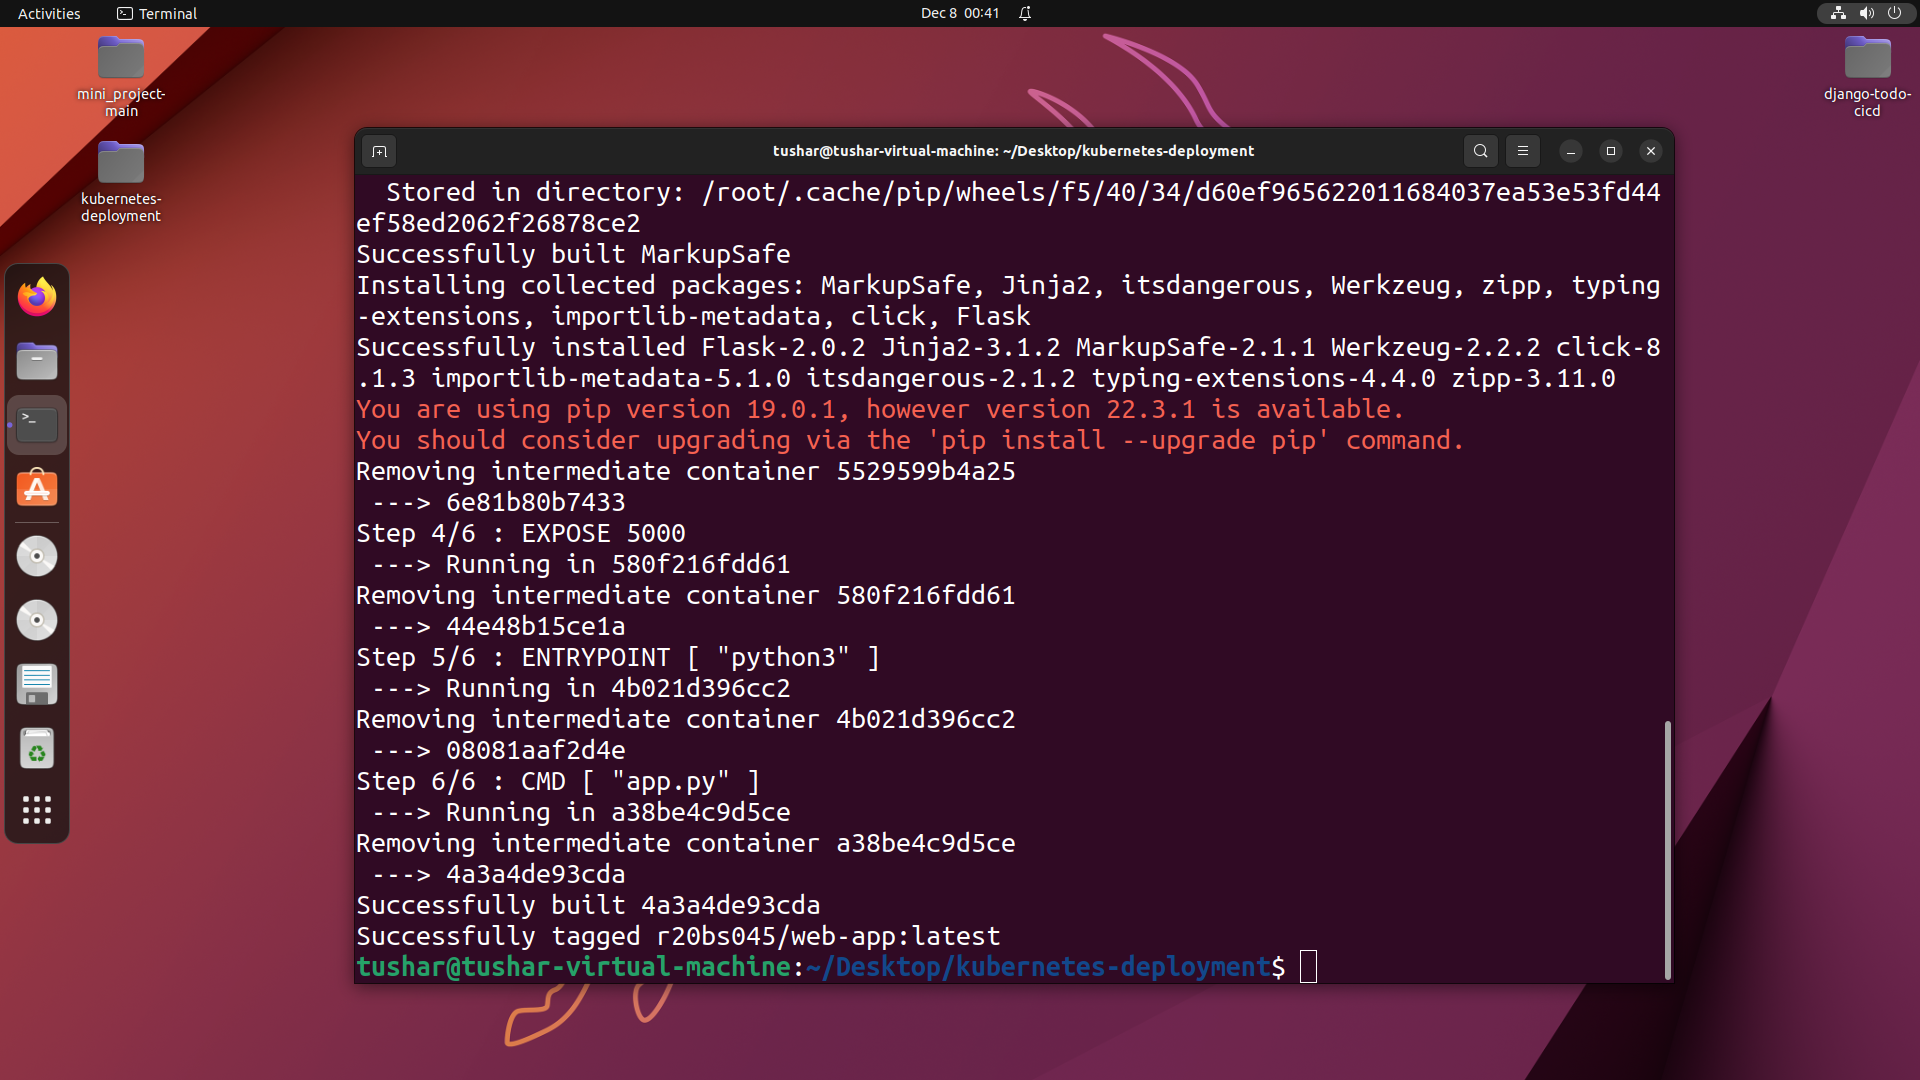 Activities
Terminal
Dec 8 00:41
mini_project-
main
kubernetes-
deployment
django-todo-
cicd
tushar@tushar-virtual-machine: ~/Desktop/kubernetes-deployment
Stored in directory: /root/.cache/pip/wheels/f5/40/34/d60ef965622011684037ea53e53fd44
ef58ed2062f26878ce2
Successfully built MarkupSafe
Installing collected packages: MarkupSafe, Jinja2, itsdangerous, Werkzeug, zipp, typing
-extensions, importlib-metadata, click, Flask
Successfully installed Flask-2.0.2 Jinja2-3.1.2 MarkupSafe-2.1.1 Werkzeug-2.2.2 click-8
.1.3 importlib-metadata-5.1.0 itsdangerous-2.1.2 typing-extensions-4.4.0 zipp-3.11.0
You are using pip version 19.0.1, however version 22.3.1 is available.
You should consider upgrading via the 'pip install --upgrade pip' command.
Removing intermediate container 5529599b4a25
---> 6e81b80b7433
Step 4/6 : EXPOSE 5000
---> Running in 580f216fdd61
Removing intermediate container 580f216fdd61
---> 44e48b15ce1a
Step 5/6 : ENTRYPOINT [ "python3" ]
---> Running in 4b021d396cc2
Removing intermediate container 4b021d396cc2
---> 08081aaf2d4e
Step 6/6 : CMD [ "app.py" ]
---> Running in a38be4c9d5ce
Removing intermediate container a38be4c9d5ce
---> 4a3a4de93cda
Successfully built 4a3a4de93cda
Successfully tagged r20bs045/web-app:latest
tushar@tushar-virtual-machine:~/Desktop/kubernetes-deployment$